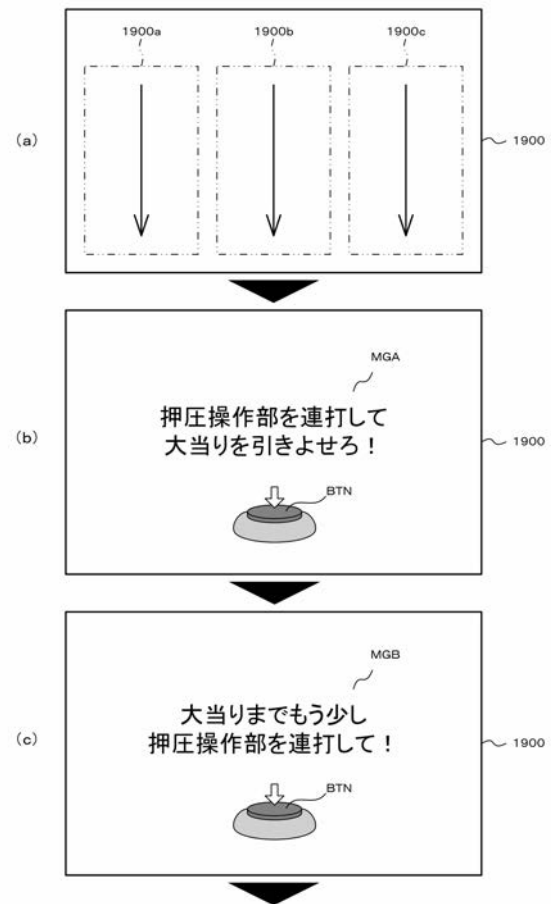 1900a 1900b 1900c
(a)
1900
MGA
押圧操作部を連打して
大当りを引きよせろ！
(b)
1900
BTN
MGB
大当りまでもう少し
押圧操作部を連打して！
(c)
1900
BTN